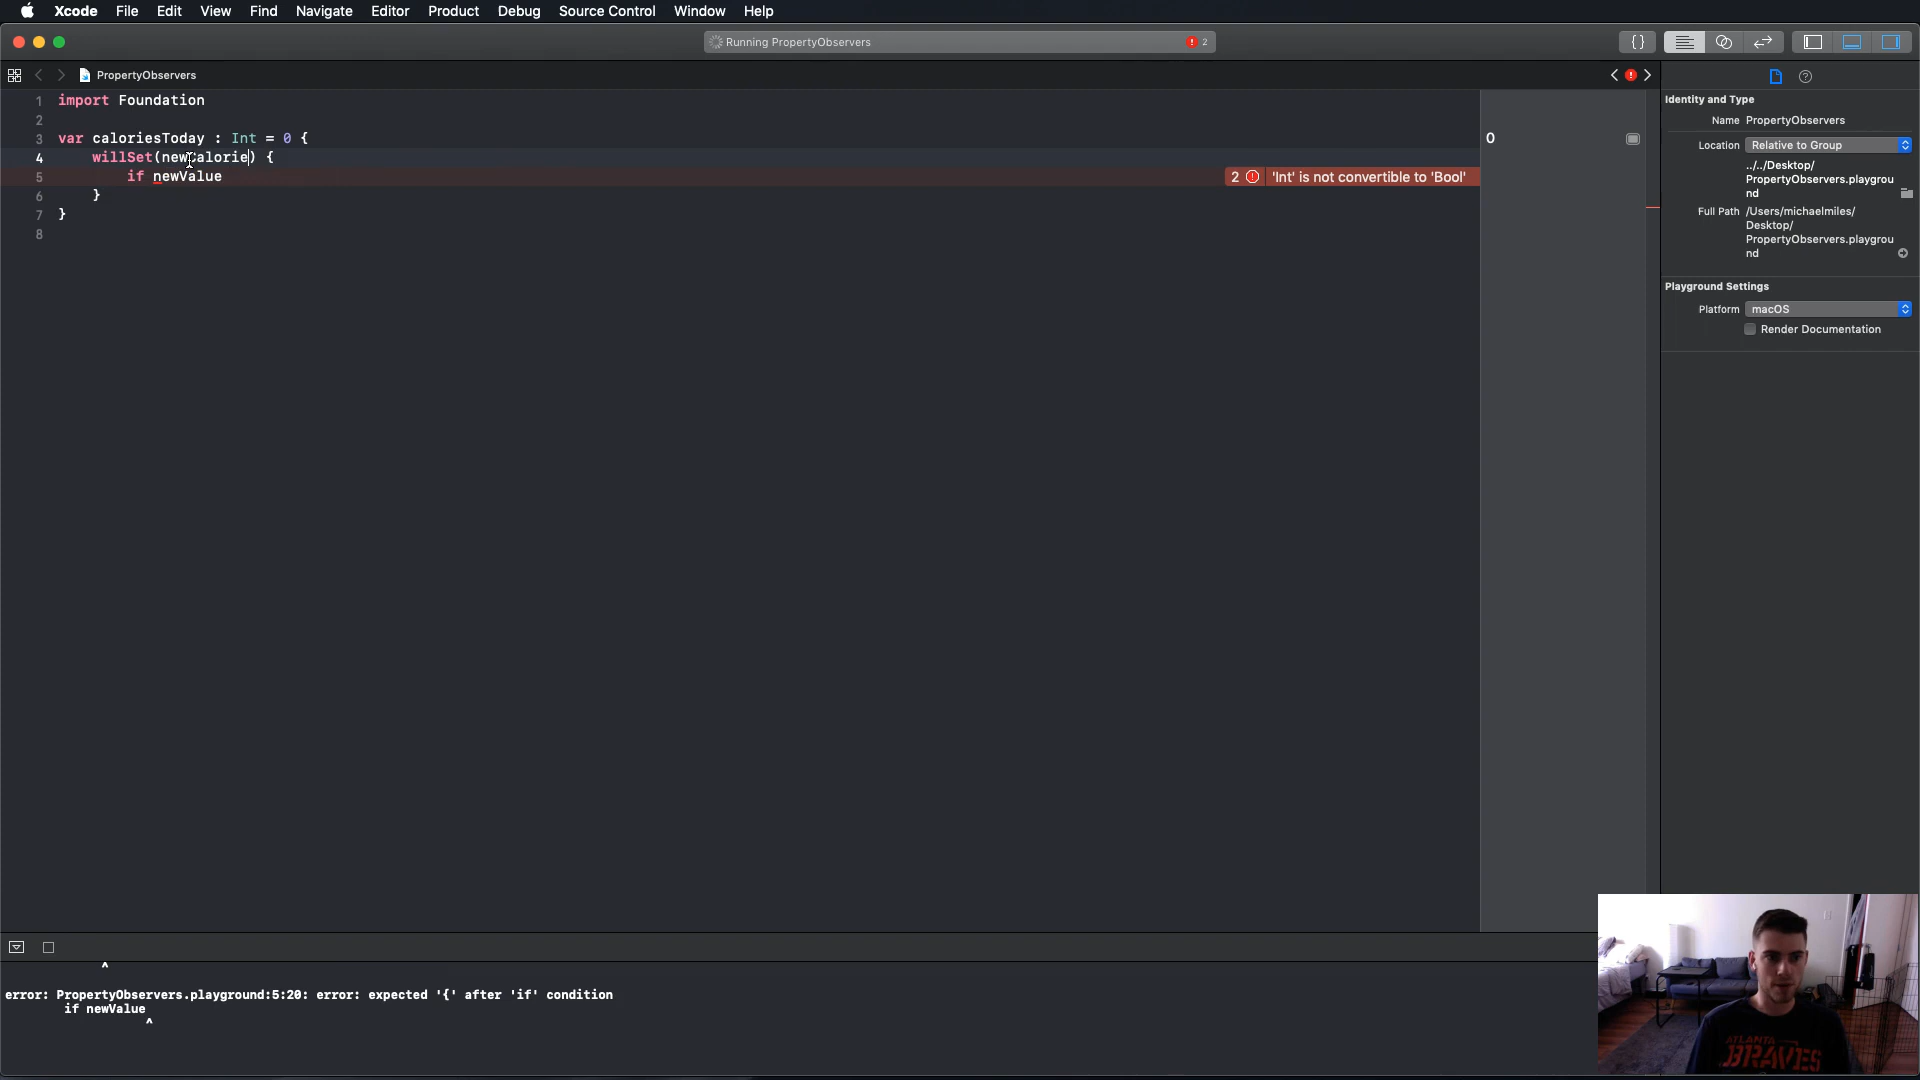 Xcode File Edit View Find Navigate Editor Product Debug Source Control Window Help
Running PropertyObservers 2
PropertyObservers
1 import Foundation
2
3 var caloriesToday : Int = 0 {
4 willSet(newCalorie) {
5 if newValue
6 }
7 }
8
2 'Int' is not convertible to 'Bool'
0
Identity and Type
Name PropertyObservers
Location Relative to Group
../../Desktop/
PropertyObservers.playgrou
nd
Full Path /Users/michaelmiles/
Desktop/
PropertyObservers.playgrou
nd
Playground Settings
Platform macOS
Render Documentation
^
error: PropertyObservers.playground:5:20: error: expected '{' after 'if' condition
if newValue
^
ATLANTA
BRAVES